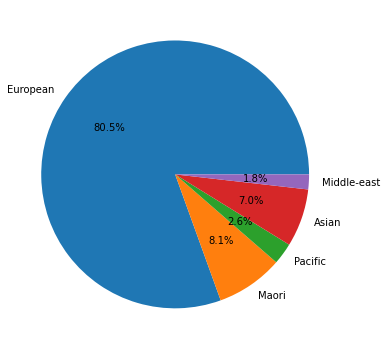 European
80.5%
1.8%
Middle-east
7.0%
Asian
2.6%
8.1%
Pacific
Maori